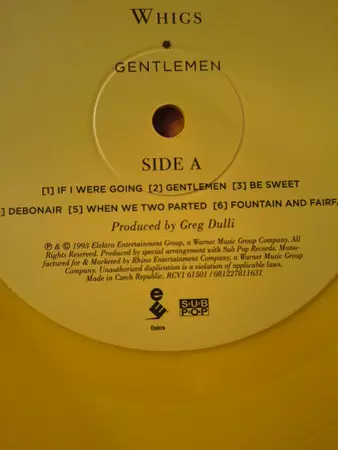 WHIGS
GENTLEMEN
SIDE A
[1] IF I WERE GOING [2] GENTLEMEN [3] BE SWEET
] DEBONAIR [5] WHEN WE TWO PARTED [6] FOUNTAIN AND FAIRFA
Produced by Greg Dulli
℗ & © 1993 Elektra Entertainment Group, a Warner Music Group Company. All
Rights Reserved. Produced by special arrangement with Sub Pop Records. Manu-
factured for & Marketed by Rhino Entertainment Company, a Warner Music Group
Company. Unauthorized duplication is a violation of applicable laws.
Made in Czech Republic. RCV1 61501 / 081227811631
Elektra
SUB
POP